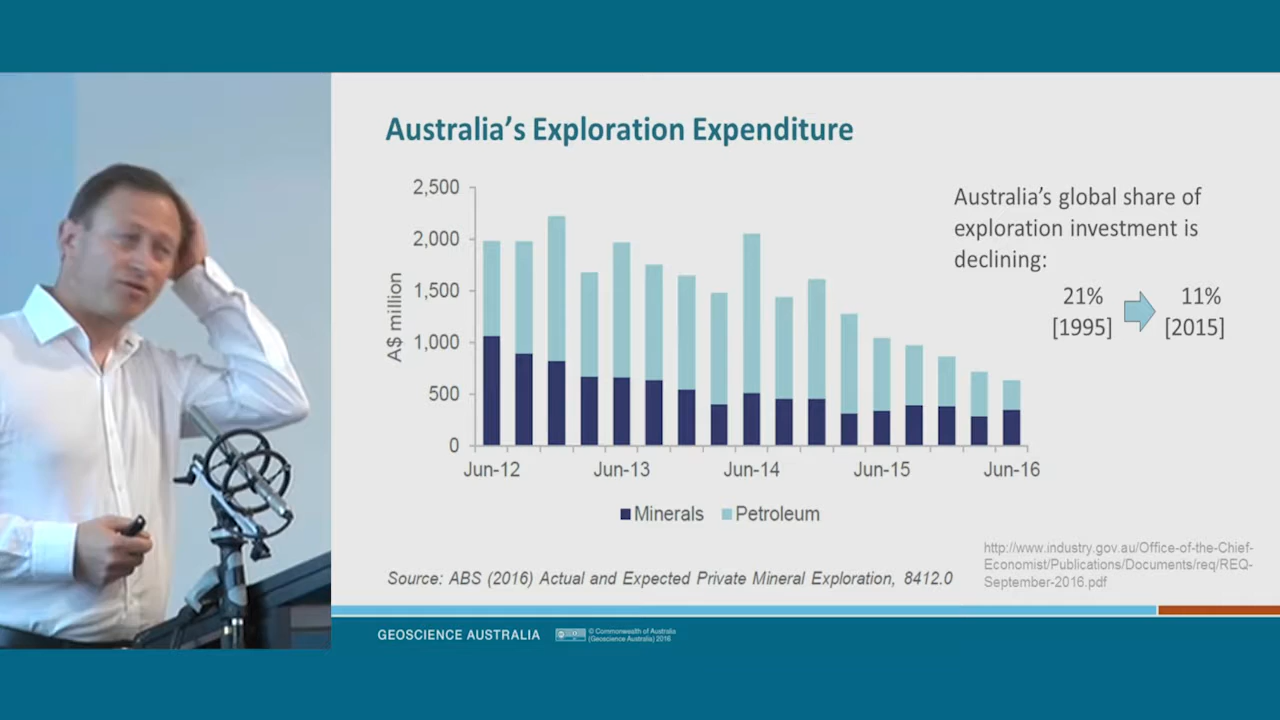 Australia's Exploration Expenditure
2,500
2,000
1,500
1,000
500
0
A$ million
Jun-12
Jun-13
Jun-14
Jun-15
Jun-16
Minerals
Petroleum
Australia's global share of
exploration investment is
declining:
21%
[1995]
11%
[2015]
http://www.industry.gov.au/Office-of-the-Chief-
Economist/Publications/Documents/req/REQ-
September-2016.pdf
Source: ABS (2016) Actual and Expected Private Mineral Exploration, 8412.0
GEOSCIENCE AUSTRALIA
© Commonwealth of Australia
(Geoscience Australia) 2016